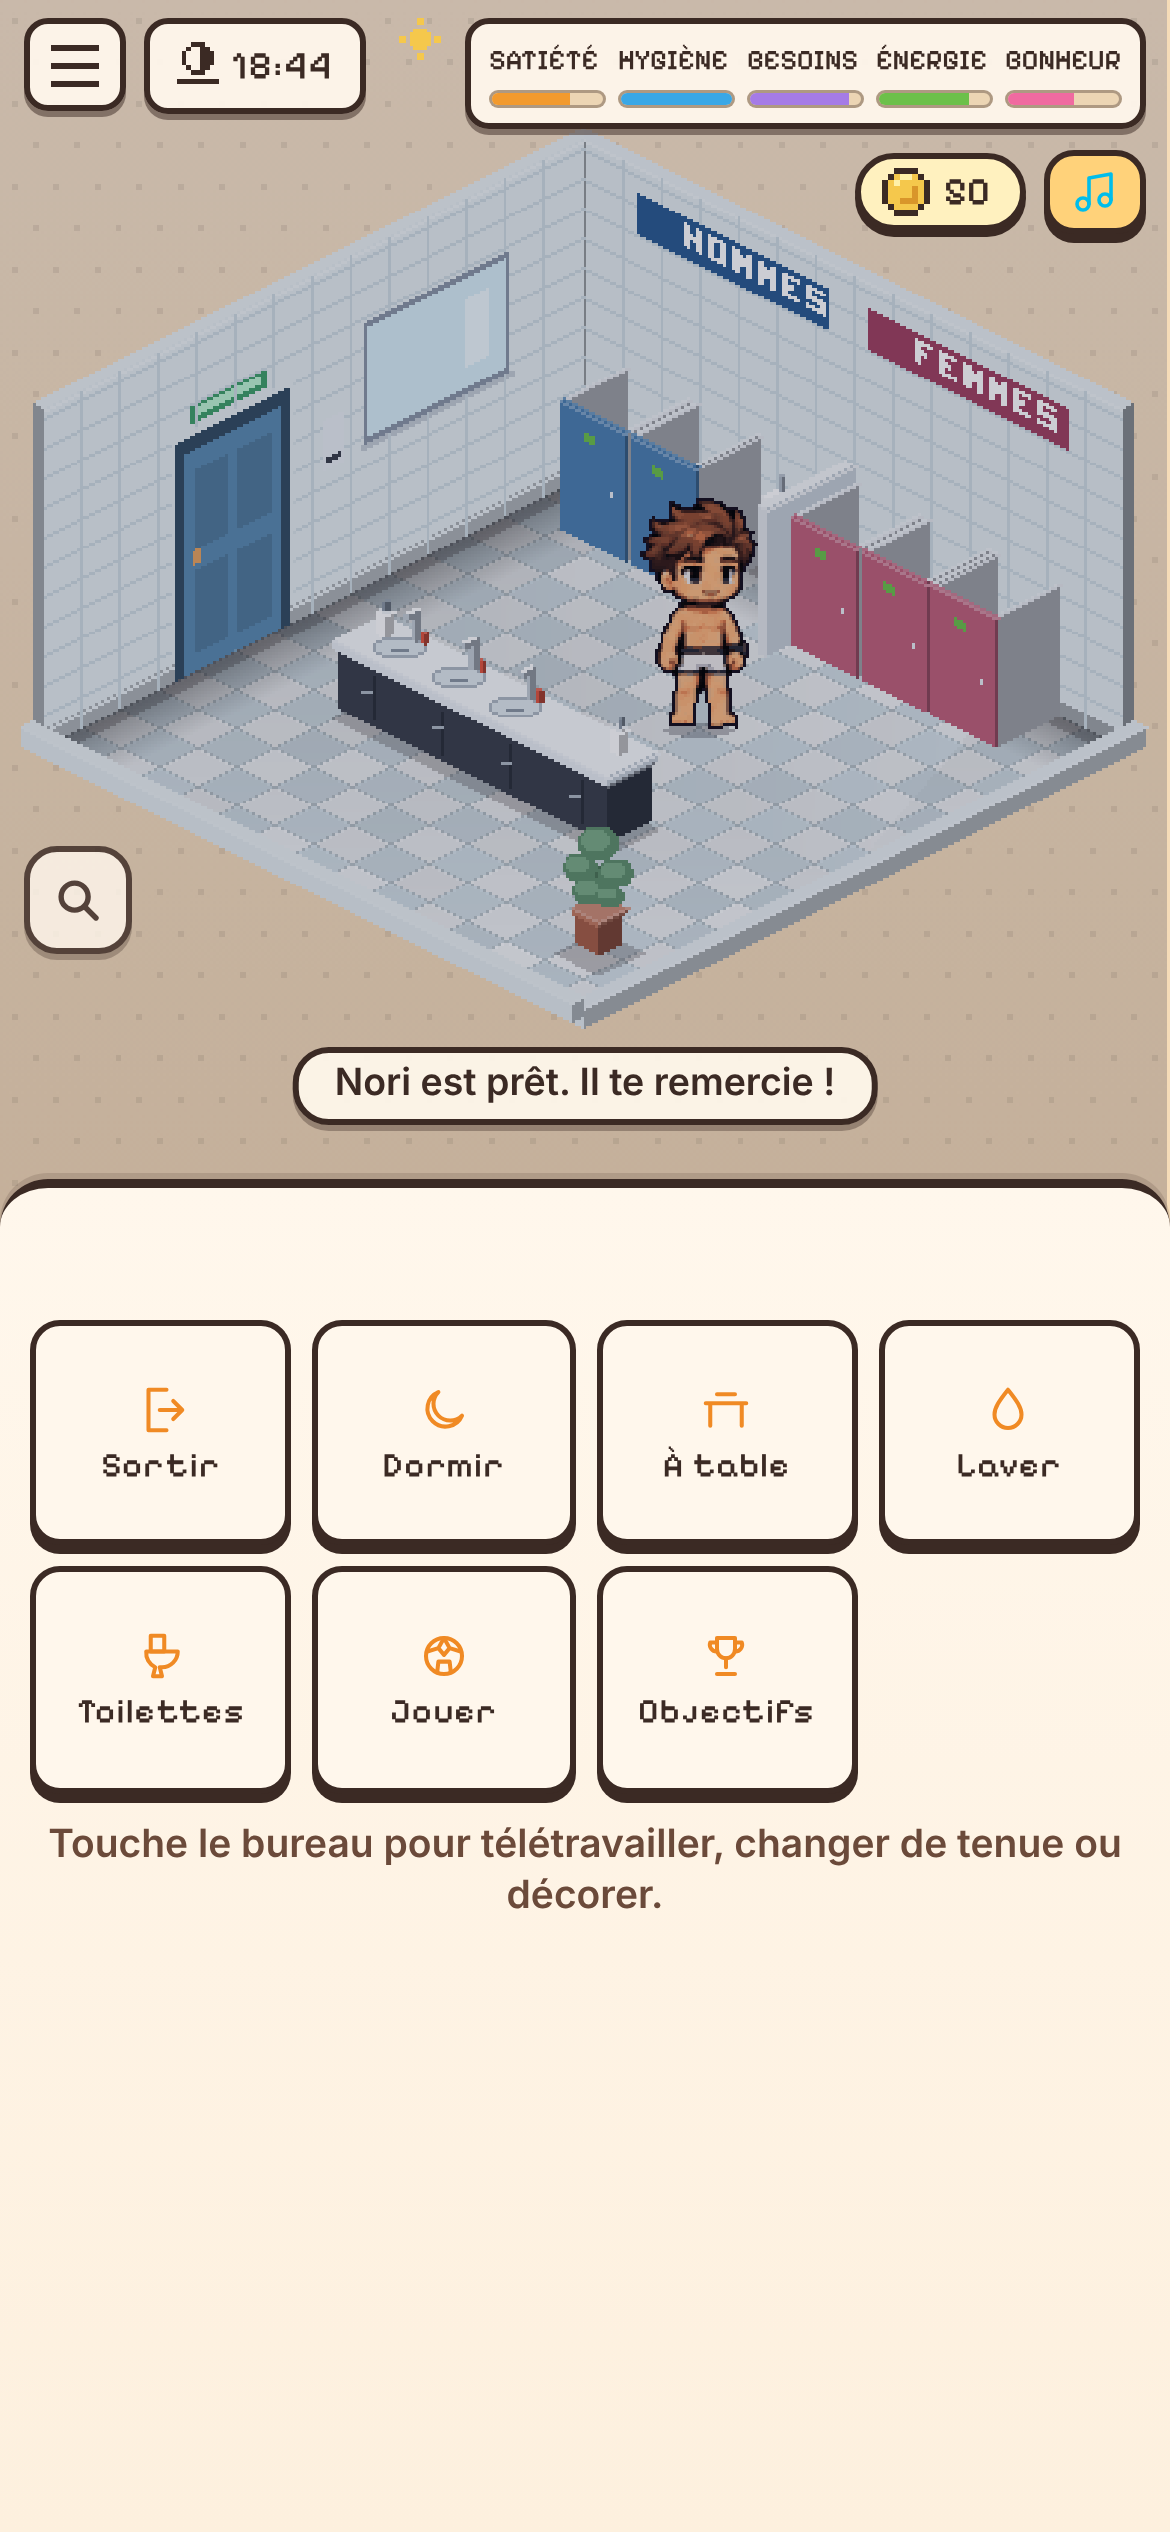 18:44
SATIÉTÉ HYGIÈNE BESOINS ÉNERGIE BONHEUR
50
HOMMES
FEMMES
Nori est prêt. Il te remercie !
Sortir
Dormir
À table
Laver
Toilettes
Jouer
Objectifs
Touche le bureau pour télétravailler, changer de tenue ou
décorer.